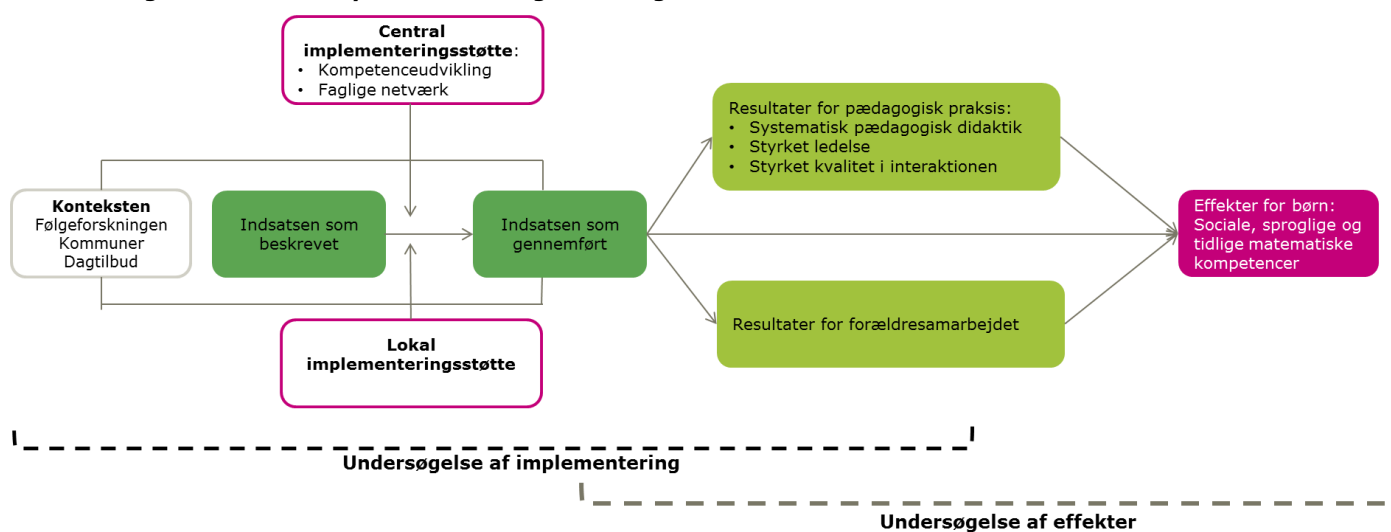 Central
implementeringsstøtte:
• Kompetenceudvikling
• Faglige netværk
Resultater for pædagogisk praksis:
• Systematisk pædagogisk didaktik
• Styrket ledelse
• Styrket kvalitet i interaktionen
Konteksten
Følgeforskningen
Kommuner
Dagtilbud
Indsatsen som
beskrevet
Indsatsen som
gennemført
Effekter for børn:
Sociale, sproglige og
tidlige matematiske
kompetencer
Resultater for forældresamarbejdet
Lokal
implementeringsstøtte
Undersøgelse af implementering
Undersøgelse af effekter